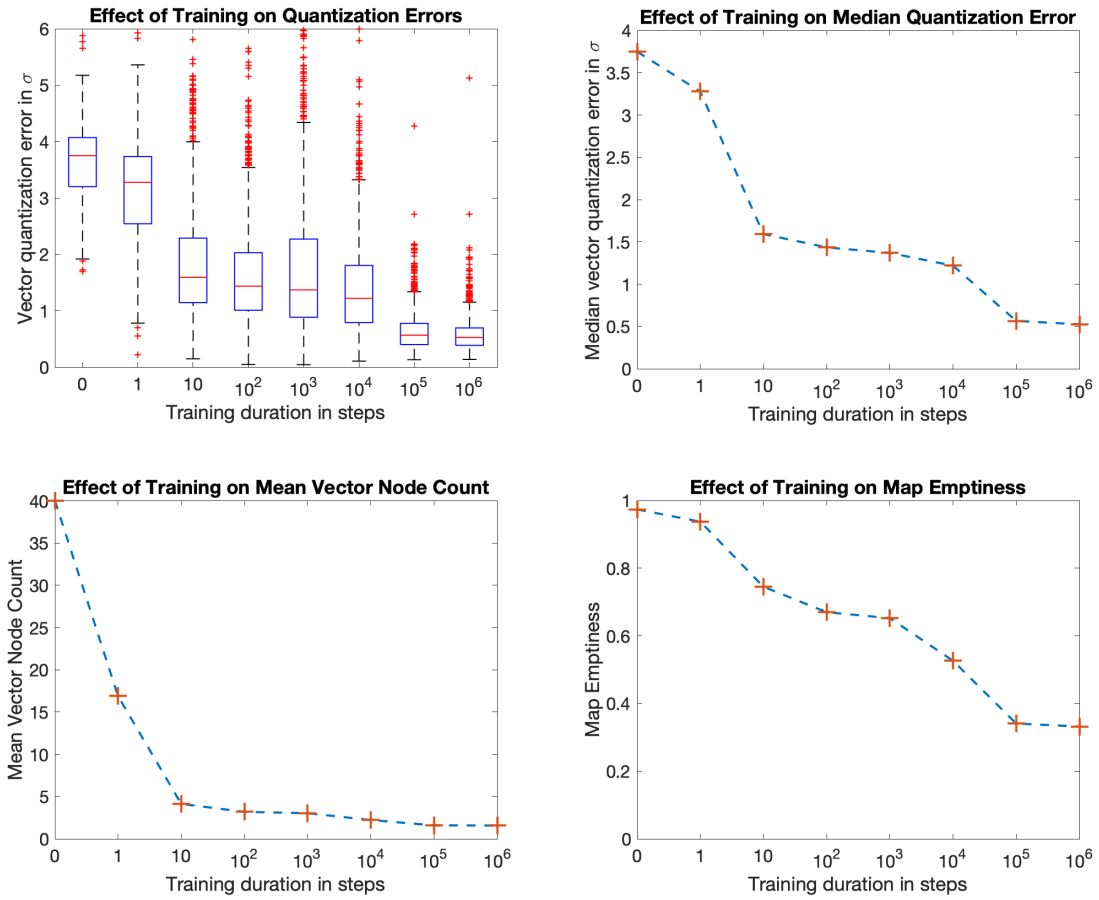 Effect of Training on Quantization Errors
Vector quantization error in σ
6
5
4
3
2
1
0
0 1 10 10² 10³ 10⁴ 10⁵ 10⁶
Training duration in steps
Effect of Training on Median Quantization Error
Median vector quantization error in σ
4
3.5
3
2.5
2
1.5
1
0.5
0
0 1 10 10² 10³ 10⁴ 10⁵ 10⁶
Training duration in steps
Effect of Training on Mean Vector Node Count
Mean Vector Node Count
40
35
30
25
20
15
10
5
0
0 1 10 10² 10³ 10⁴ 10⁵ 10⁶
Training duration in steps
Effect of Training on Map Emptiness
Map Emptiness
1
0.8
0.6
0.4
0.2
0
0 1 10 10² 10³ 10⁴ 10⁵ 10⁶
Training duration in steps